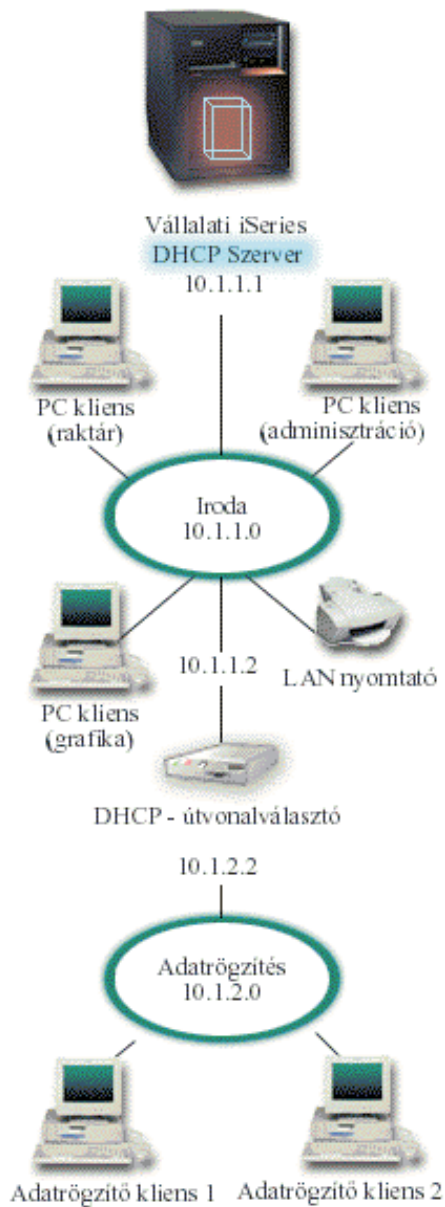 Vállalati iSeries
DHCP Szerver
10.1.1.1
PC kliens
(raktár)
PC kliens
(adminisztráció)
Iroda
10.1.1.0
10.1.1.2
LAN nyomtató
PC kliens
(grafika)
DHCP - útvonalválasztó
10.1.2.2
Adatrögzítés
10.1.2.0
Adatrögzítő kliens 1
Adatrögzítő kliens 2